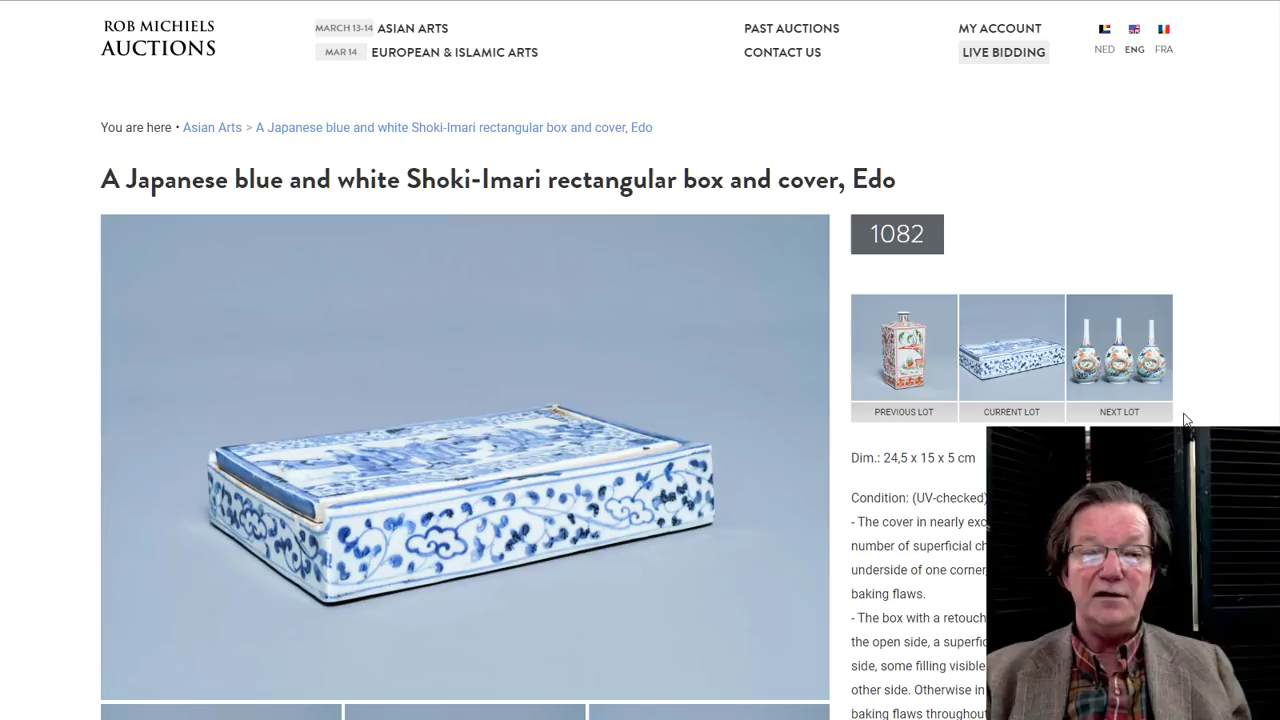 ROB MICHIELS
AUCTIONS
MARCH 13-14 ASIAN ARTS
MAR 14 EUROPEAN & ISLAMIC ARTS
PAST AUCTIONS
CONTACT US
MY ACCOUNT
LIVE BIDDING
NED ENG FRA
You are here • Asian Arts > A Japanese blue and white Shoki-Imari rectangular box and cover, Edo
A Japanese blue and white Shoki-Imari rectangular box and cover, Edo
1082
PREVIOUS LOT CURRENT LOT NEXT LOT
Dim.: 24,5 x 15 x 5 cm
Condition: (UV-checked)
- The cover in nearly
number of superficial
underside of one corner,
baking flaws.
- The box with a retouch
the open side, a
side, some filling visible
other side. Otherwise in
baking flaws throughout